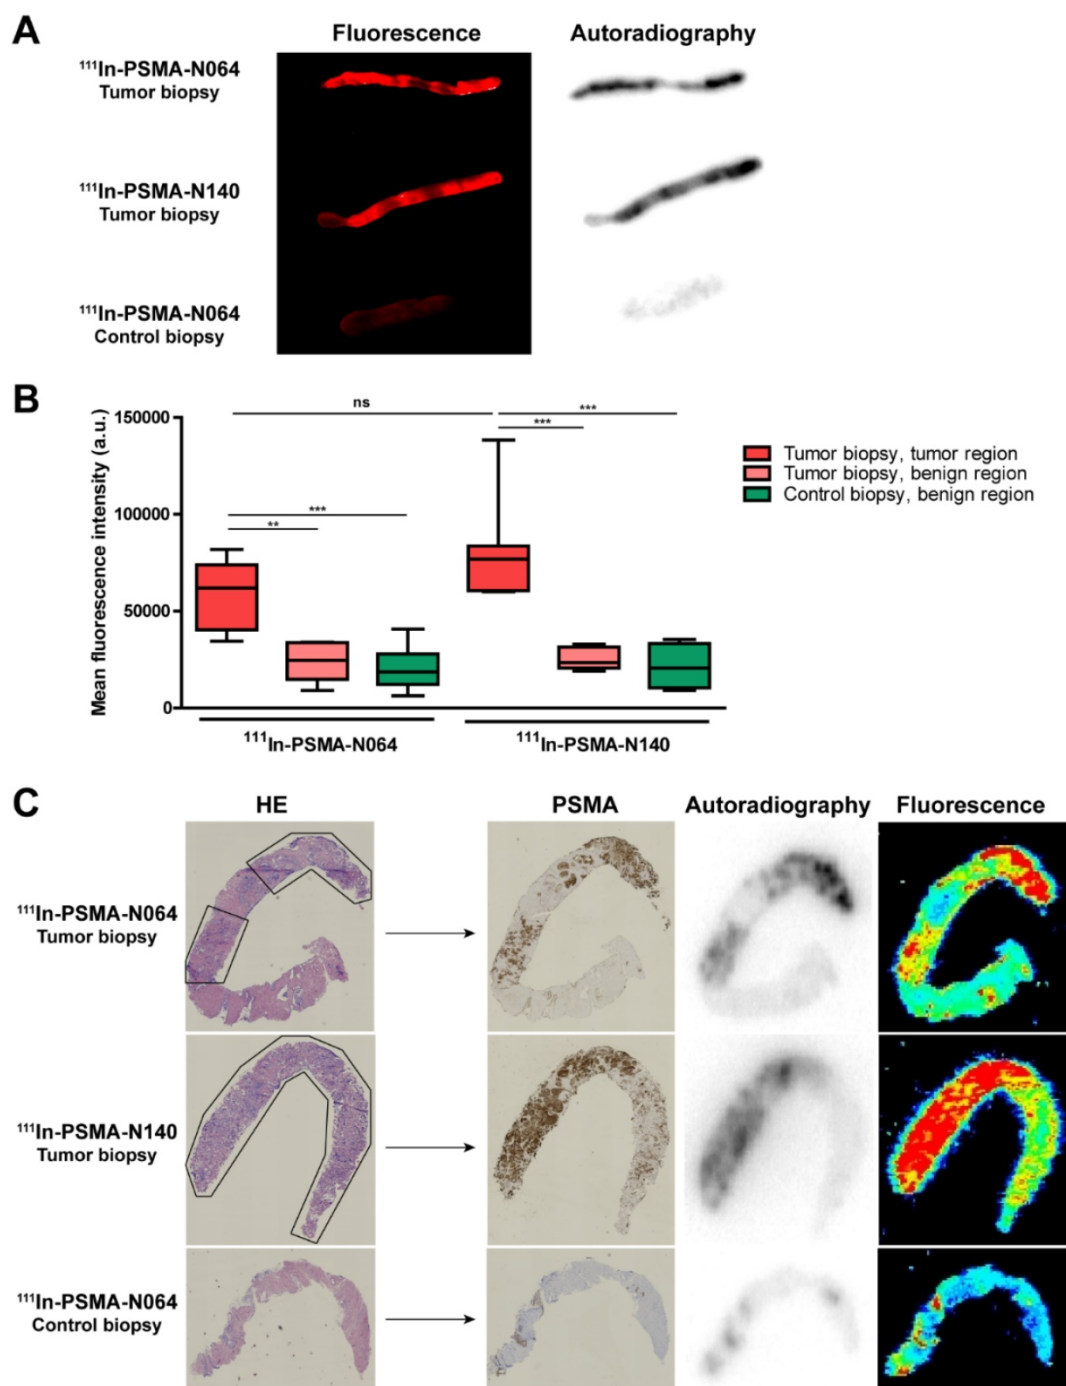 A
Fluorescence Autoradiography
¹¹¹In-PSMA-N064
Tumor biopsy
¹¹¹In-PSMA-N140
Tumor biopsy
¹¹¹In-PSMA-N064
Control biopsy
B
Mean fluorescence intensity (a.u.)
150000
100000
50000
0
ns
***
***
***
**
Tumor biopsy, tumor region
Tumor biopsy, benign region
Control biopsy, benign region
¹¹¹In-PSMA-N064
¹¹¹In-PSMA-N140
C
HE PSMA Autoradiography Fluorescence
¹¹¹In-PSMA-N064
Tumor biopsy
¹¹¹In-PSMA-N140
Tumor biopsy
¹¹¹In-PSMA-N064
Control biopsy